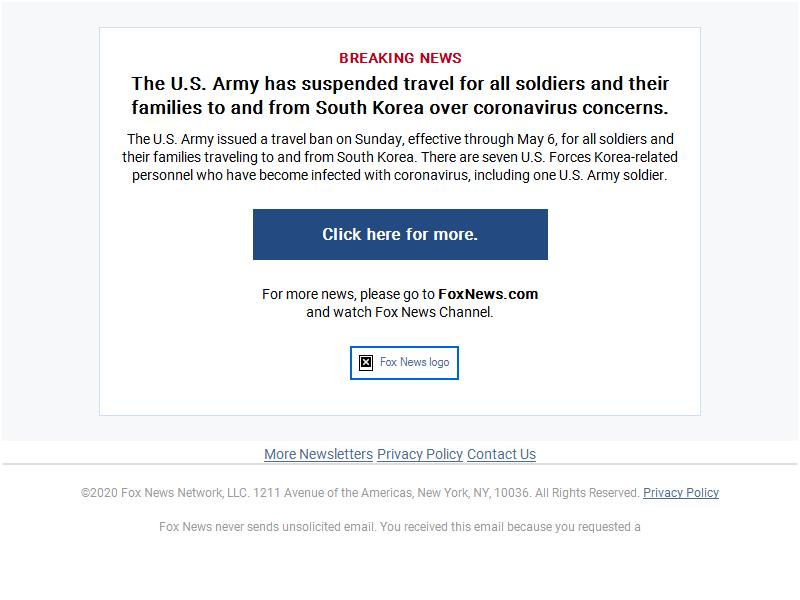 BREAKING NEWS
The U.S. Army has suspended travel for all soldiers and their
families to and from South Korea over coronavirus concerns.
The U.S. Army issued a travel ban on Sunday, effective through May 6, for all soldiers and
their families traveling to and from South Korea. There are seven U.S. Forces Korea-related
personnel who have become infected with coronavirus, including one U.S. Army soldier.
Click here for more.
For more news, please go to FoxNews.com
and watch Fox News Channel.
Fox News logo
More Newsletters Privacy Policy Contact Us
©2020 Fox News Network, LLC. 1211 Avenue of the Americas, New York, NY, 10036. All Rights Reserved. Privacy Policy
Fox News never sends unsolicited email. You received this email because you requested a